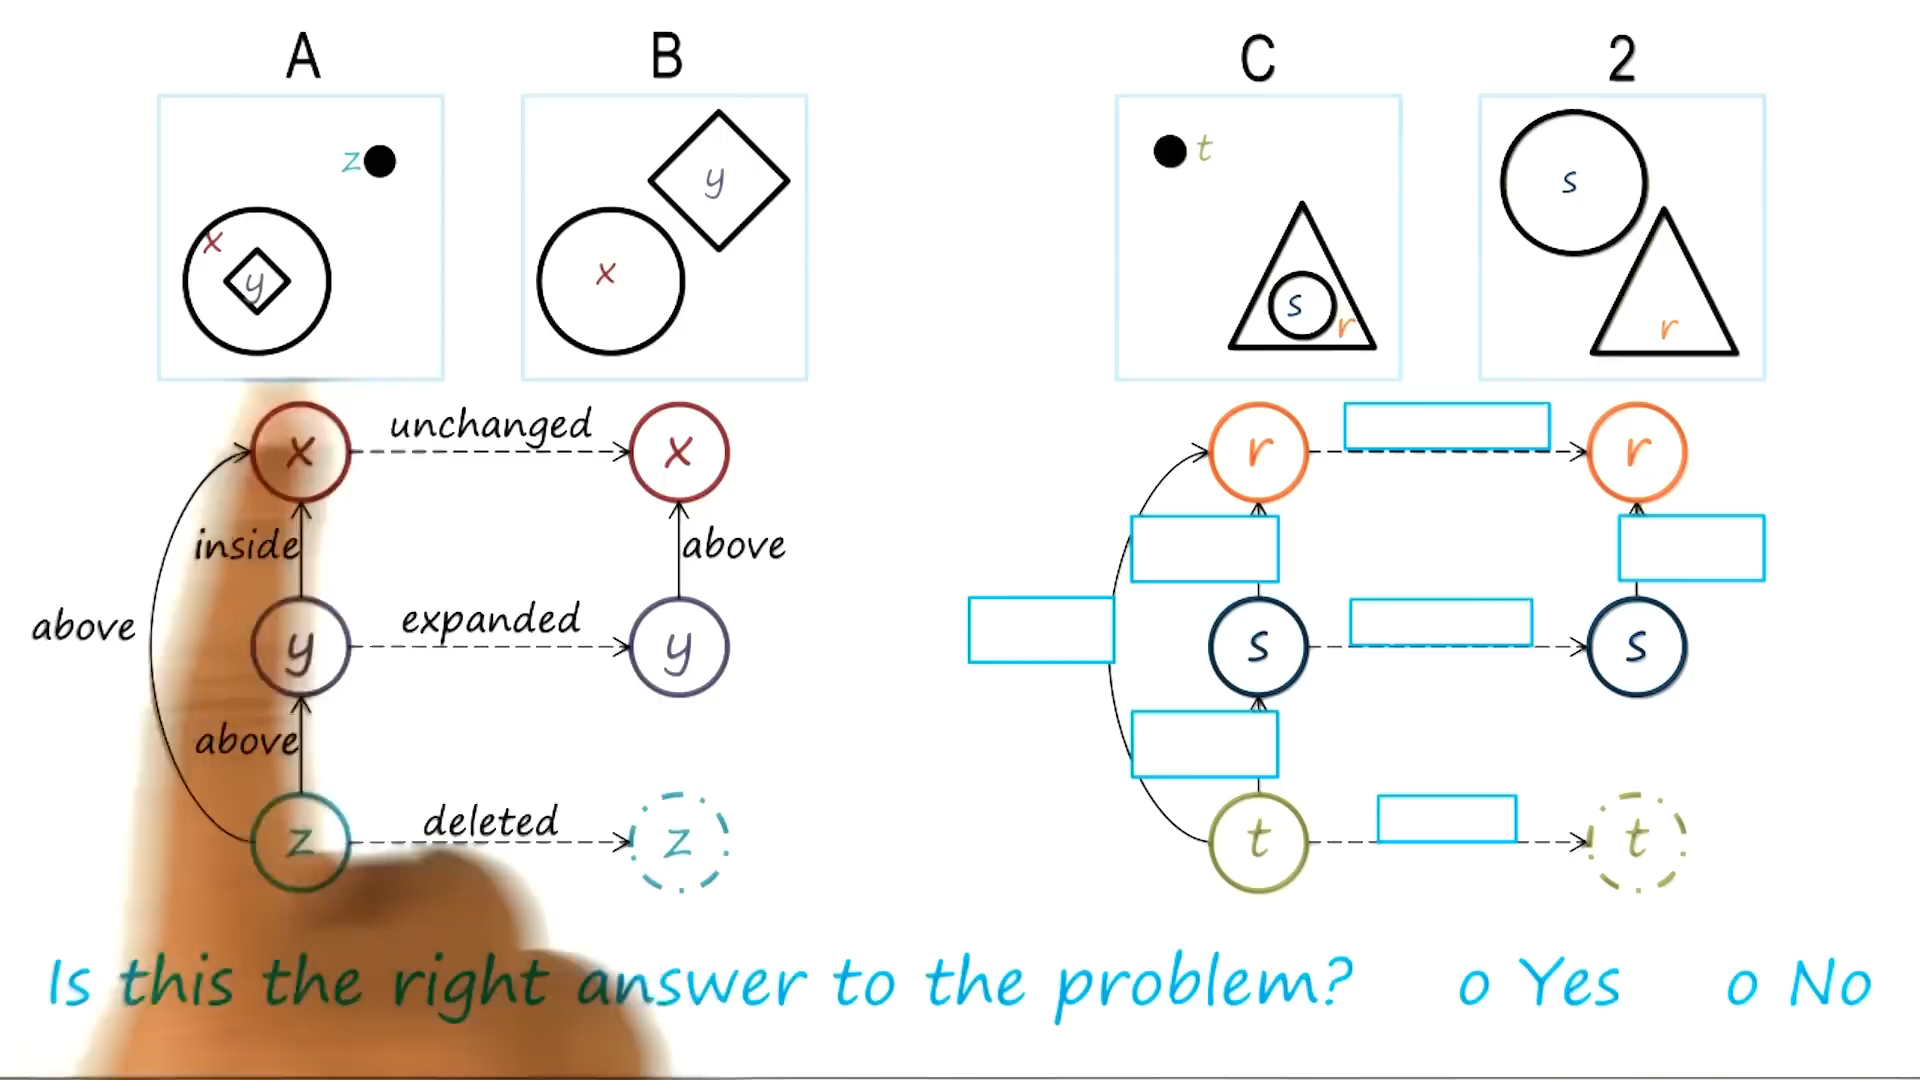 A B C 2
z t
y s
x y x s r r
x unchanged x r r
inside above
above y expanded y s s
above
z deleted z t t
Is this the right answer to the problem? o Yes o No